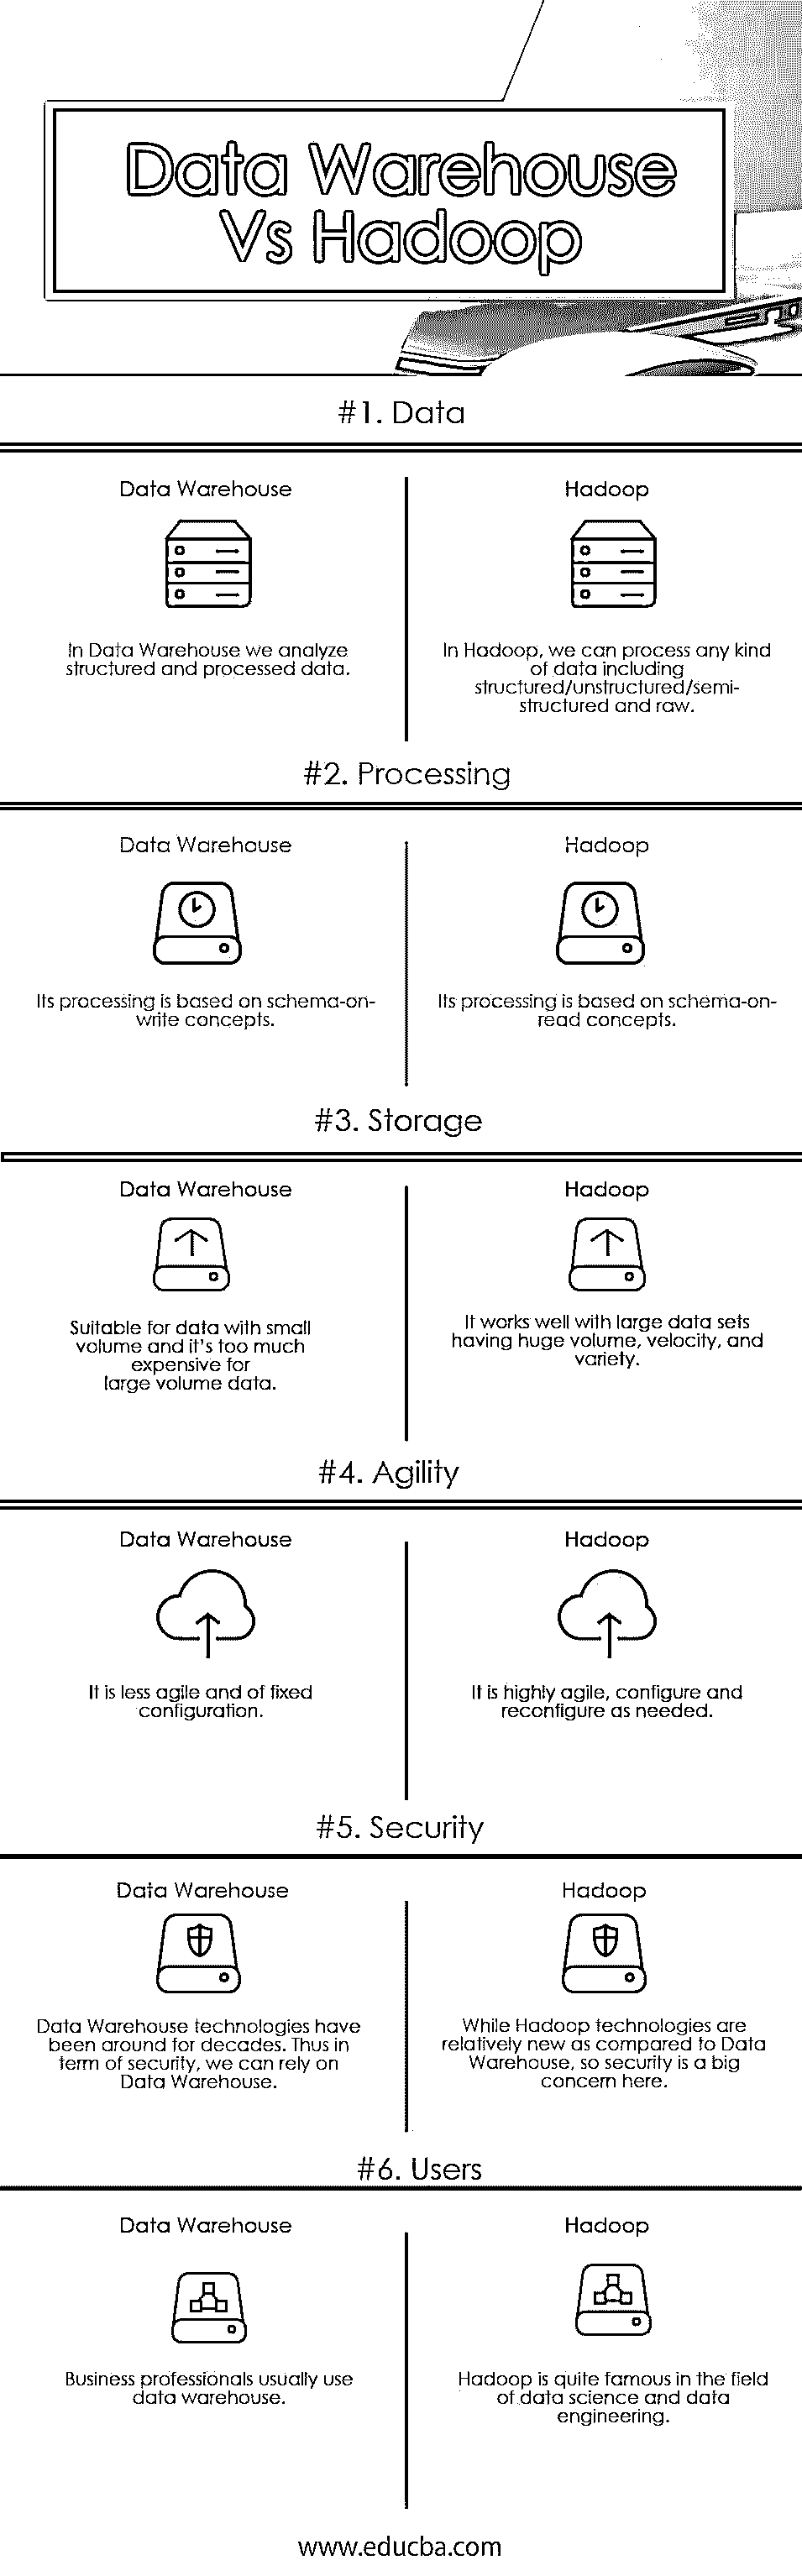 Data Warehouse
Vs Hadoop
#1. Data
Data Warehouse
In Data Warehouse we analyze
structured and processed data.
Hadoop
In Hadoop, we can process any kind
of data including
structured/unstructured/semi-
structured and raw.
#2. Processing
Data Warehouse
Its processing is based on schema-on-
write concepts.
Hadoop
Its processing is based on schema-on-
read concepts.
#3. Storage
Data Warehouse
Suitable for data with small
volume and it's too much
expensive for
large volume data.
Hadoop
It works well with large data sets
having huge volume, velocity, and
variety.
#4. Agility
Data Warehouse
It is less agile and of fixed
configuration.
Hadoop
It is highly agile, configure and
reconfigure as needed.
#5. Security
Data Warehouse
Data Warehouse technologies have
been around for decades. Thus in
term of security, we can rely on
Data Warehouse.
Hadoop
While Hadoop technologies are
relatively new as compared to Data
Warehouse, so security is a big
concern here.
#6. Users
Data Warehouse
Business professionals usually use
data warehouse.
Hadoop
Hadoop is quite famous in the field
of data science and data
engineering.
www.educba.com